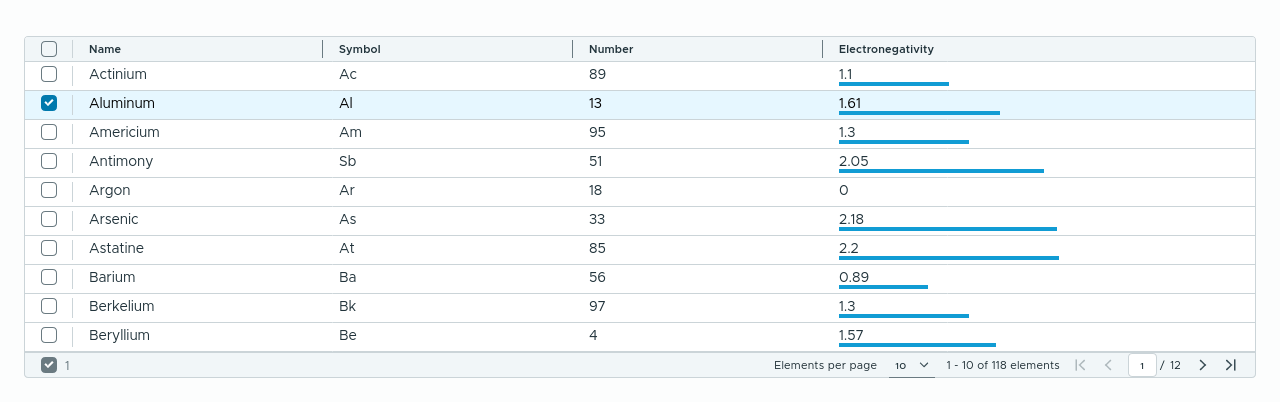 Name Symbol Number Electronegativity
Actinium Ac 89 1.1
Aluminum Al 13 1.61
Americium Am 95 1.3
Antimony Sb 51 2.05
Argon Ar 18 0
Arsenic As 33 2.18
Astatine At 85 2.2
Barium Ba 56 0.89
Berkelium Bk 97 1.3
Beryllium Be 4 1.57
1 Elements per page 10 1 - 10 of 118 elements 1 / 12